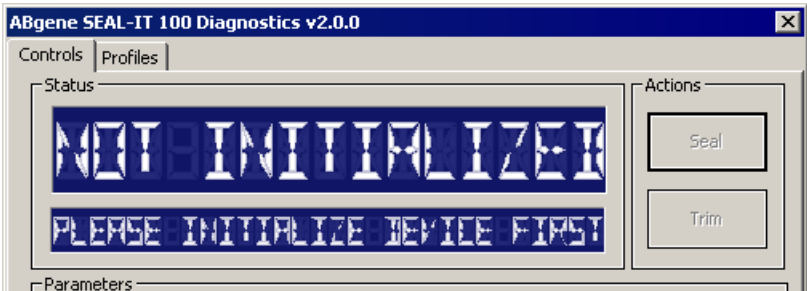 ABgene SEAL-IT 100 Diagnostics v2.0.0
Controls Profiles
Status
NOT INITIALIZED
PLEASE INITIALIZE DEVICE FIRST
Actions
Seal
Trim
Parameters